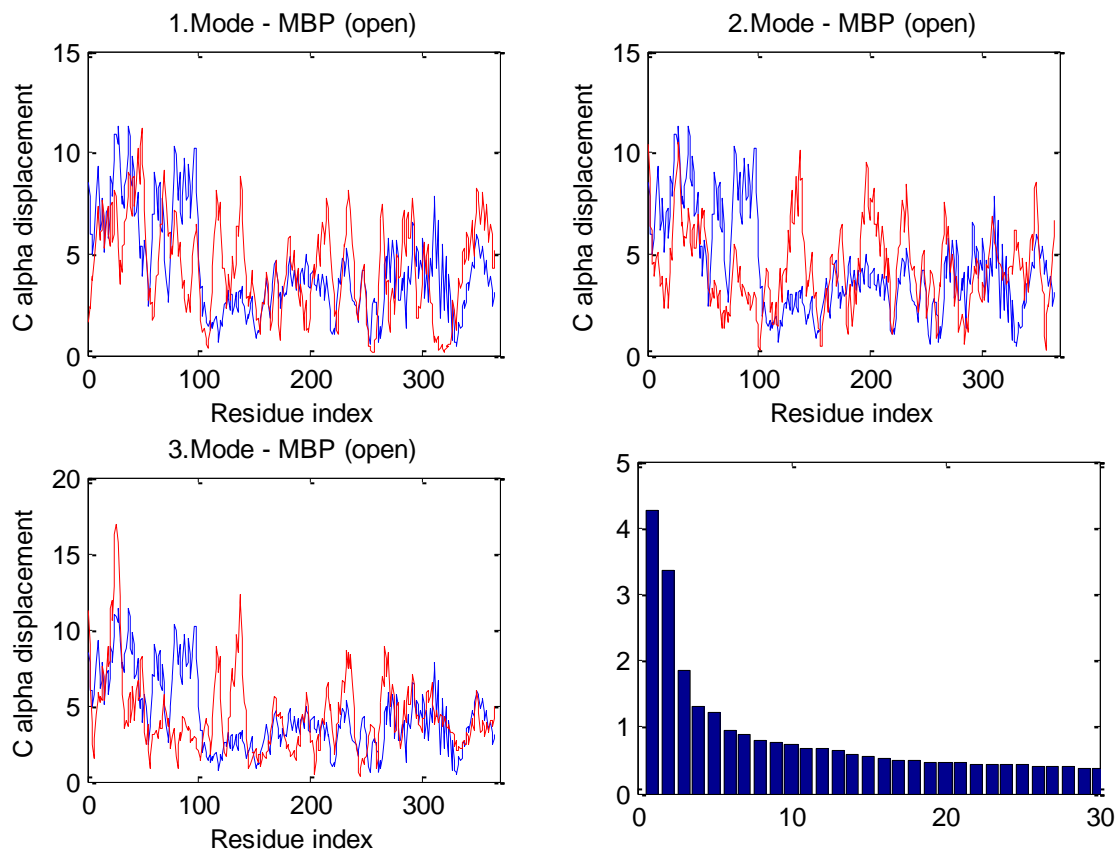 1.Mode - MBP (open)
15
10
5
0
C alpha displacement
0 100 200 300
Residue index
2.Mode - MBP (open)
15
10
5
0
C alpha displacement
0 100 200 300
Residue index
3.Mode - MBP (open)
20
15
10
5
0
C alpha displacement
0 100 200 300
Residue index
5
4
3
2
1
0
0 10 20 30